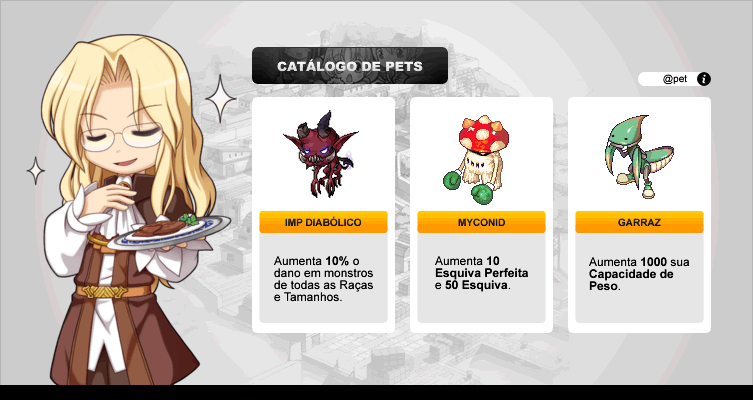 CATÁLOGO DE PETS
@pet
i
IMP DIABÓLICO
Aumenta 10% o
dano em monstros
de todas as Raças
e Tamanhos.
MYCONID
Aumenta 10
Esquiva Perfeita
e 50 Esquiva.
GARRAZ
Aumenta 1000 sua
Capacidade de
Peso.